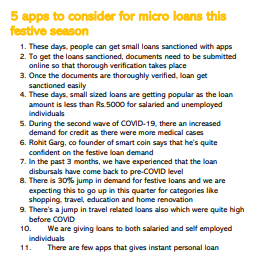 5 apps to consider for micro loans this
festive season
1. These days, people can get small loans sanctioned with apps
2. To get the loans sanctioned, documents need to be submitted
online so that thorough verification takes place
3. Once the documents are thoroughly verified, loan get
sanctioned easily
4. These days, small sized loans are getting popular as the loan
amount is less than Rs.5000 for salaried and unemployed
individuals
5. During the second wave of COVID-19, there an increased
demand for credit as there were more medical cases
6. Rohit Garg, co founder of smart coin says that he's quite
confident on the festive loan demand
7. In the past 3 months, we have experienced that the loan
disbursals have come back to pre-COVID level
8. There is 30% jump in demand for festive loans and we are
expecting this to go up in this quarter for categories like
shopping, travel, education and home renovation
9. There's a jump in travel related loans also which were quite high
before COVID
10. We are giving loans to both salaried and self employed
individuals
11. There are few apps that gives instant personal loan